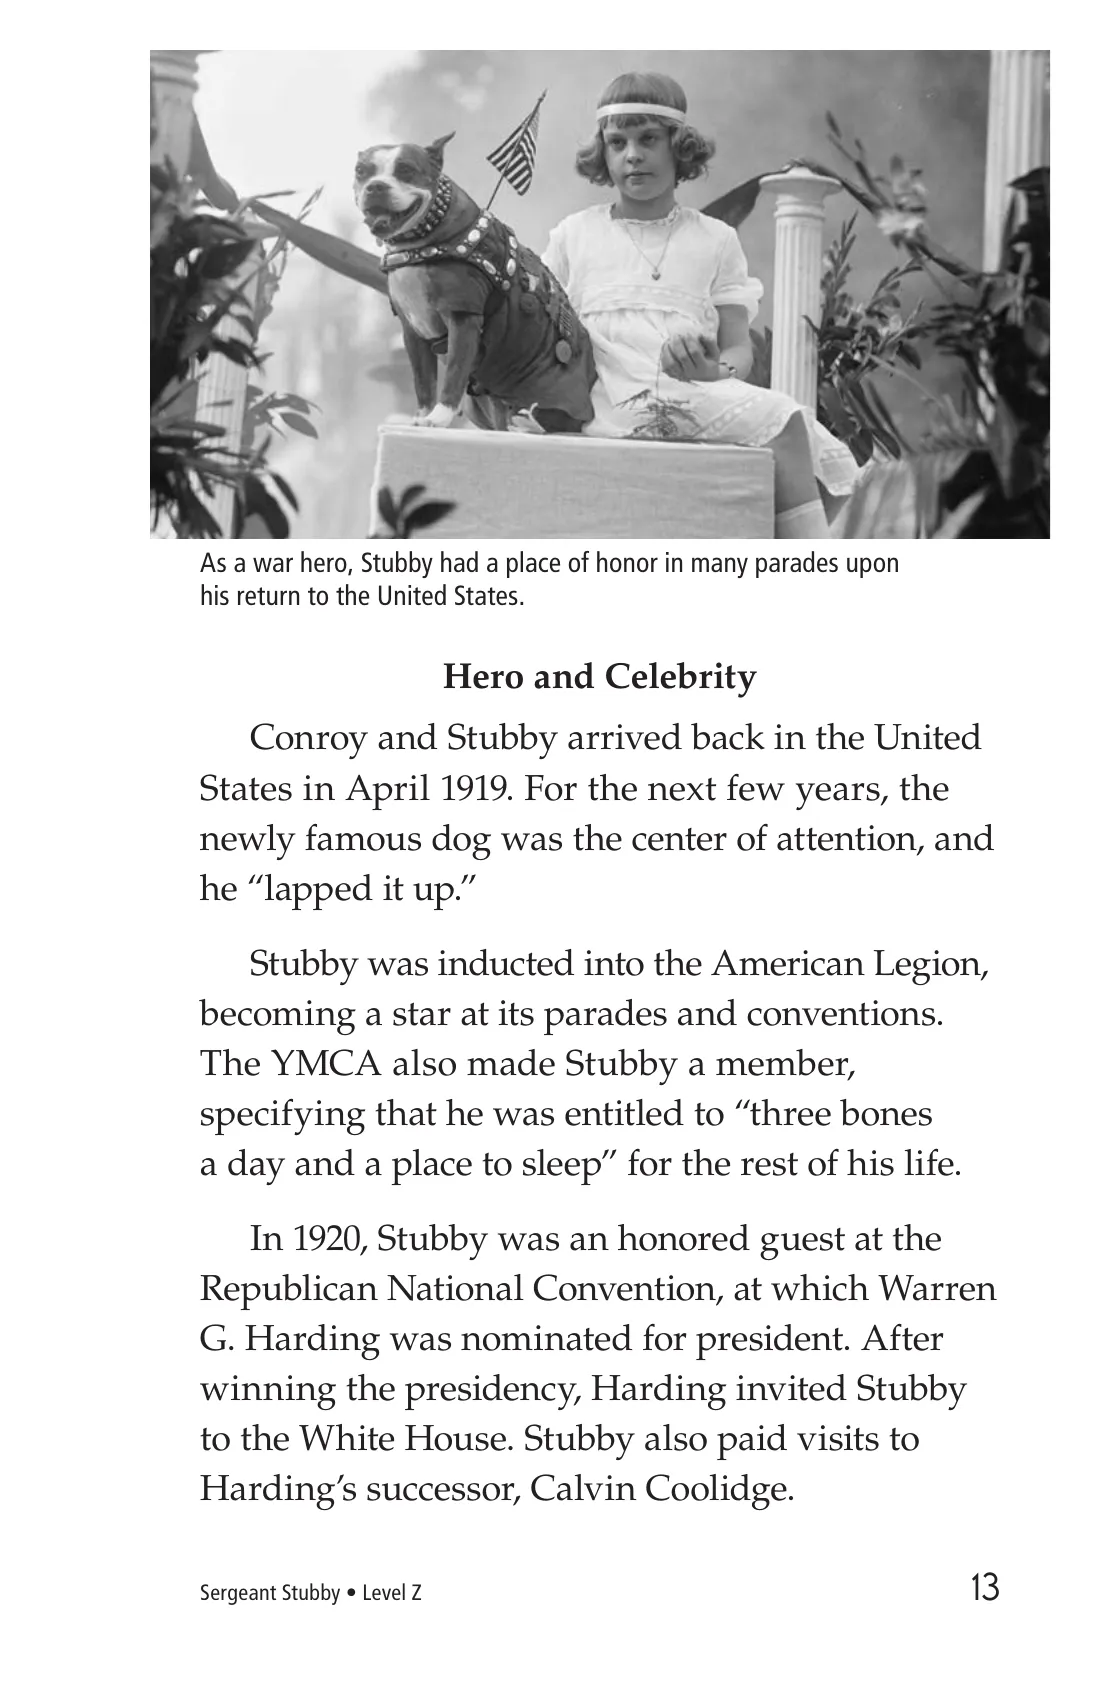 As a war hero, Stubby had a place of honor in many parades upon
his return to the United States.
Hero and Celebrity
Conroy and Stubby arrived back in the United
States in April 1919. For the next few years, the
newly famous dog was the center of attention, and
he “lapped it up.”
Stubby was inducted into the American Legion,
becoming a star at its parades and conventions.
The YMCA also made Stubby a member,
specifying that he was entitled to “three bones
a day and a place to sleep” for the rest of his life.
In 1920, Stubby was an honored guest at the
Republican National Convention, at which Warren
G. Harding was nominated for president. After
winning the presidency, Harding invited Stubby
to the White House. Stubby also paid visits to
Harding’s successor, Calvin Coolidge.
Sergeant Stubby • Level Z
13